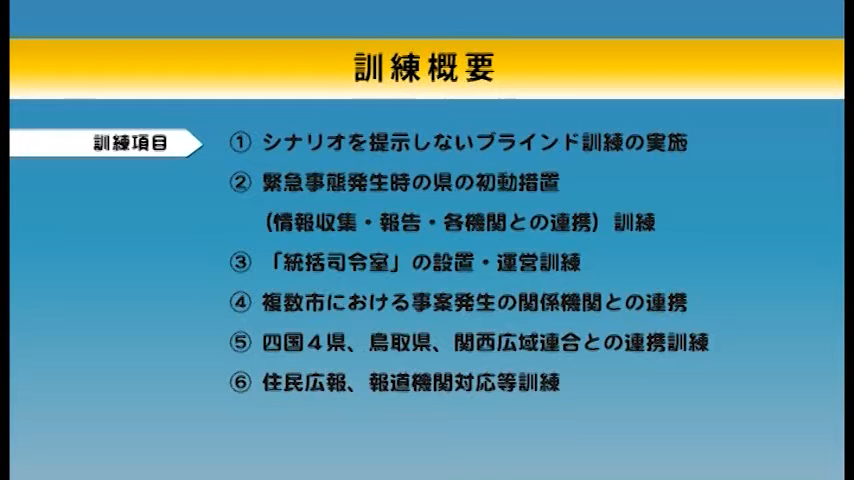 訓練概要
訓練項目
① シナリオを提示しないブラインド訓練の実施
② 緊急事態発生時の県の初動措置
（情報収集・報告・各機関との連携）訓練
③ 「統括司令室」の設置・運営訓練
④ 複数市における事案発生の関係機関との連携
⑤ 四国４県、鳥取県、関西広域連合との連携訓練
⑥ 住民広報、報道機関対応等訓練